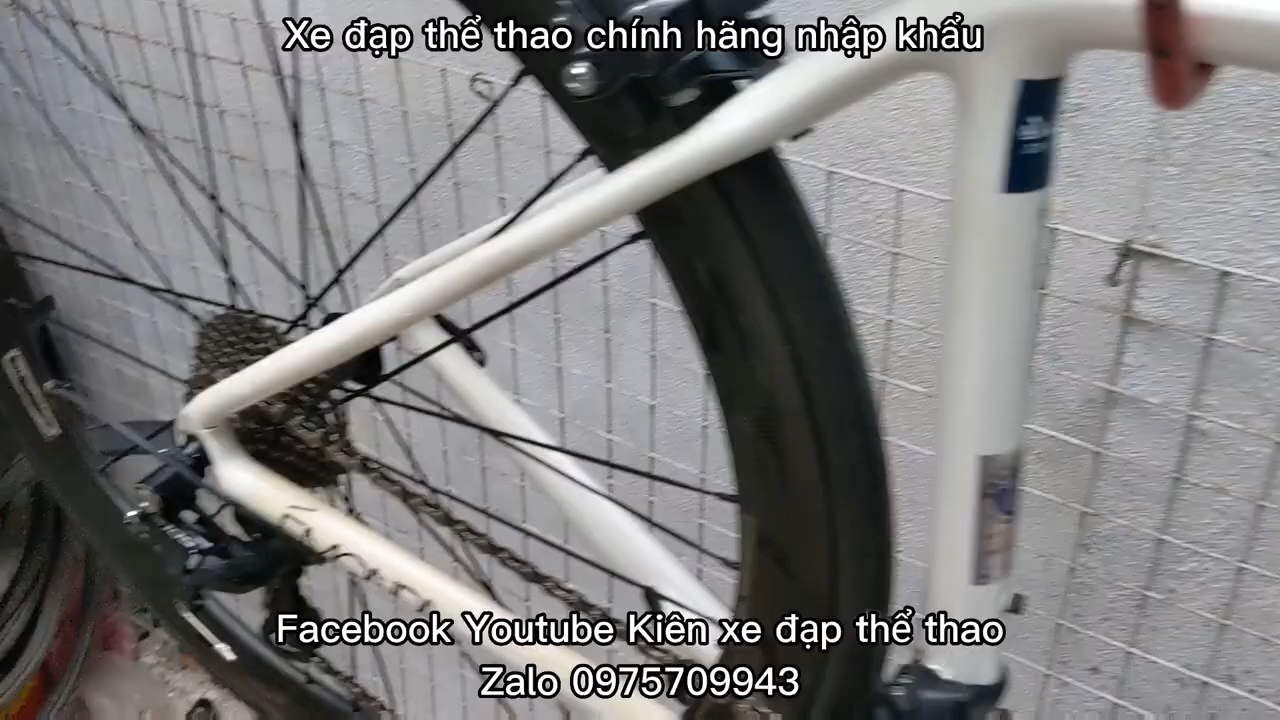 Xe đạp thể thao chính hãng nhập khẩu
Facebook Youtube Kiên xe đạp thể thao
Zalo 0975709943